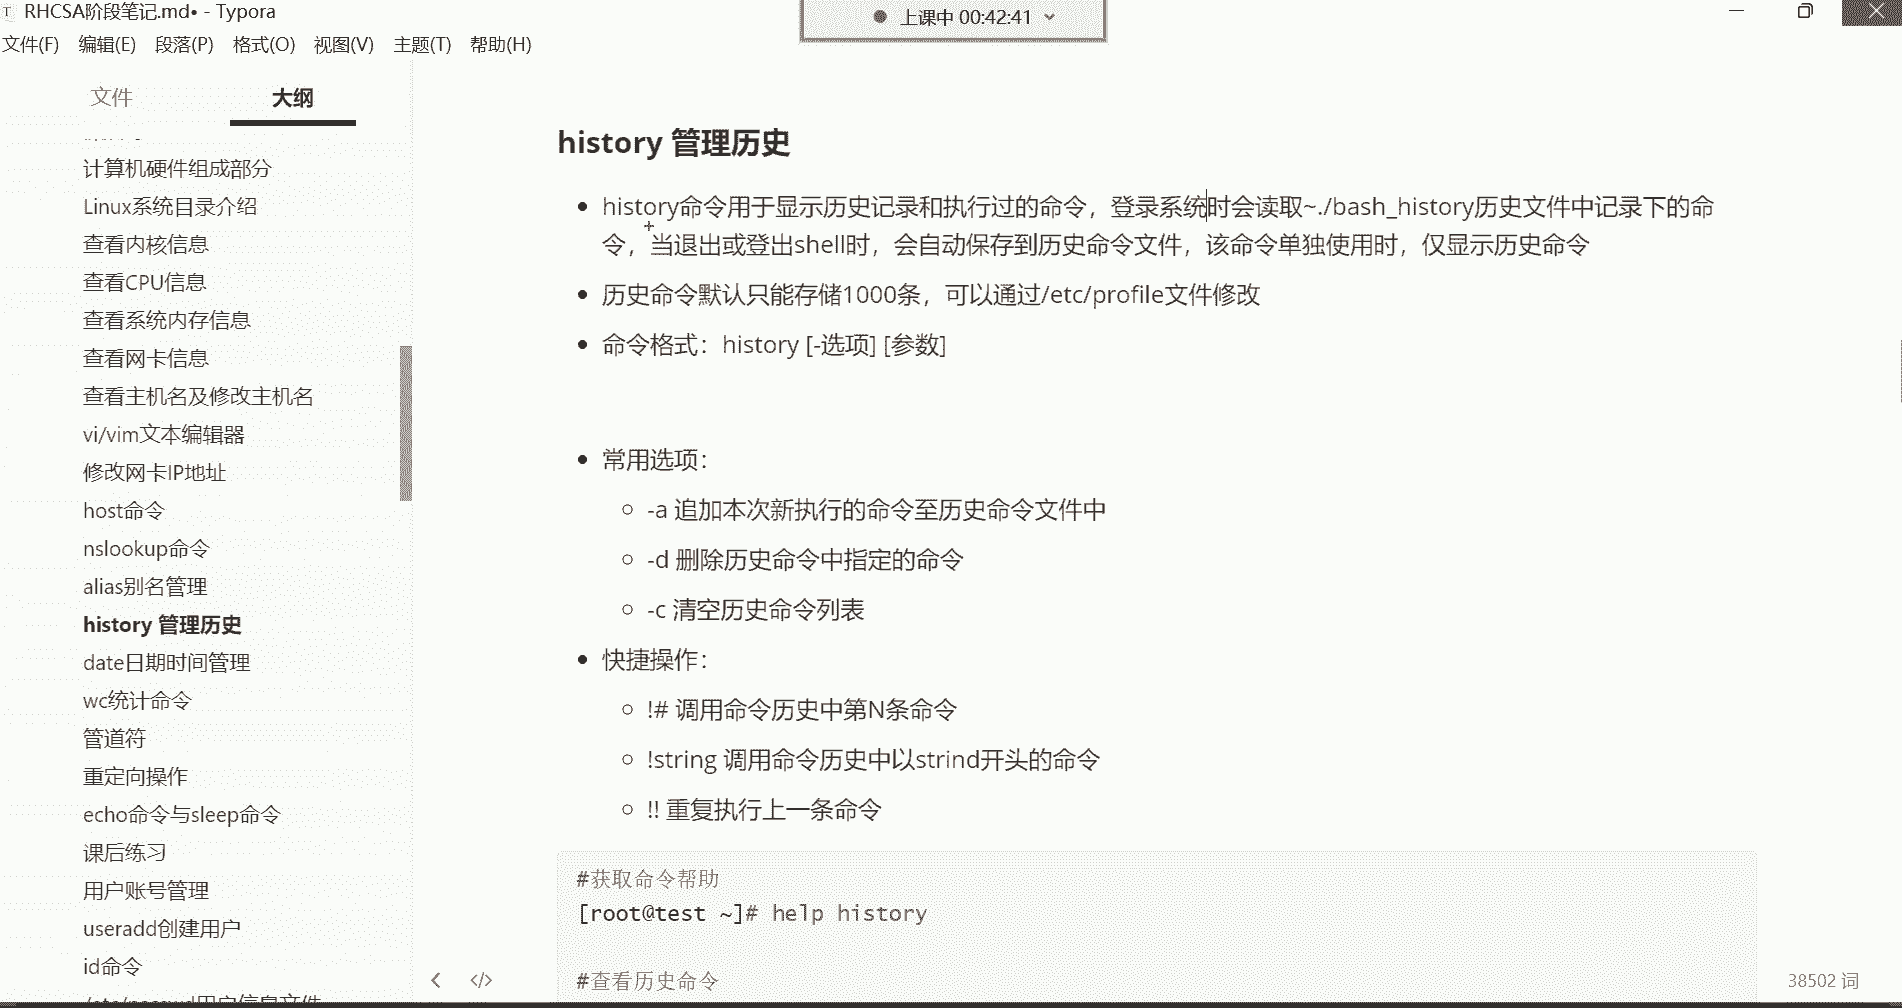 RHCSA阶段笔记.md• - Typora
上课中 00:42:41
文件(F) 编辑(E) 段落(P) 格式(O) 视图(V) 主题(T) 帮助(H)
文件 大纲
计算机硬件组成部分
Linux系统目录介绍
查看内核信息
查看CPU信息
查看系统内存信息
查看网卡信息
查看主机名及修改主机名
vi/vim文本编辑器
修改网卡IP地址
host命令
nslookup命令
alias别名管理
history 管理历史
date日期时间管理
wc统计命令
管道符
重定向操作
echo命令与sleep命令
课后练习
用户账号管理
useradd创建用户
id命令
/etc/passwd用户信息文件
history 管理历史
history命令用于显示历史记录和执行过的命令，登录系统时会读取~./bash_history历史文件中记录下的命
令，当退出或登出shell时，会自动保存到历史命令文件，该命令单独使用时，仅显示历史命令
历史命令默认只能存储1000条，可以通过/etc/profile文件修改
命令格式：history [-选项] [参数]
常用选项：
-a 追加本次新执行的命令至历史命令文件中
-d 删除历史命令中指定的命令
-c 清空历史命令列表
快捷操作：
!# 调用命令历史中第N条命令
!string 调用命令历史中以strind开头的命令
!! 重复执行上一条命令
#获取命令帮助
[root@test ~]# help history
#查看历史命令
38502 词